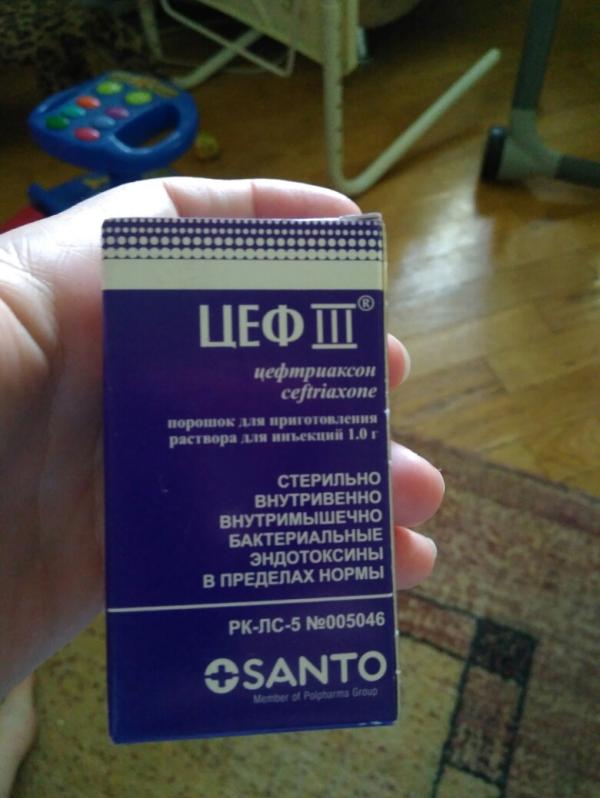 ЦЕФ III®
цефтриаксон
ceftriaxone
порошок для приготовления
раствора для инъекций 1.0 г
СТЕРИЛЬНО
ВНУТРИВЕННО
ВНУТРИМЫШЕЧНО
БАКТЕРИАЛЬНЫЕ
ЭНДОТОКСИНЫ
В ПРЕДЕЛАХ НОРМЫ
РК-ЛС-5 №005046
SANTO
Member of Polpharma Group